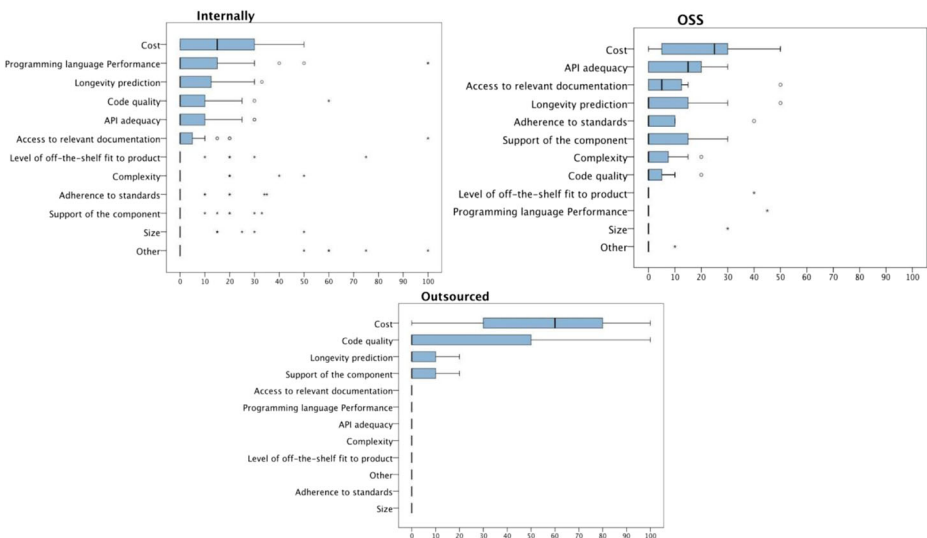 Internally
Cost
Programming language Performance
Longevity prediction
Code quality
API adequacy
Access to relevant documentation
Level of off-the-shelf fit to product
Complexity
Adherence to standards
Support of the component
Size
Other
0 10 20 30 40 50 60 70 80 90 100
OSS
Cost
API adequacy
Access to relevant documentation
Longevity prediction
Adherence to standards
Support of the component
Complexity
Code quality
Level of off-the-shelf fit to product
Programming language Performance
Size
Other
0 10 20 30 40 50 60 70 80 90 100
Outsourced
Cost
Code quality
Longevity prediction
Support of the component
Access to relevant documentation
Programming language Performance
API adequacy
Complexity
Level of off-the-shelf fit to product
Other
Adherence to standards
Size
0 10 20 30 40 50 60 70 80 90 100